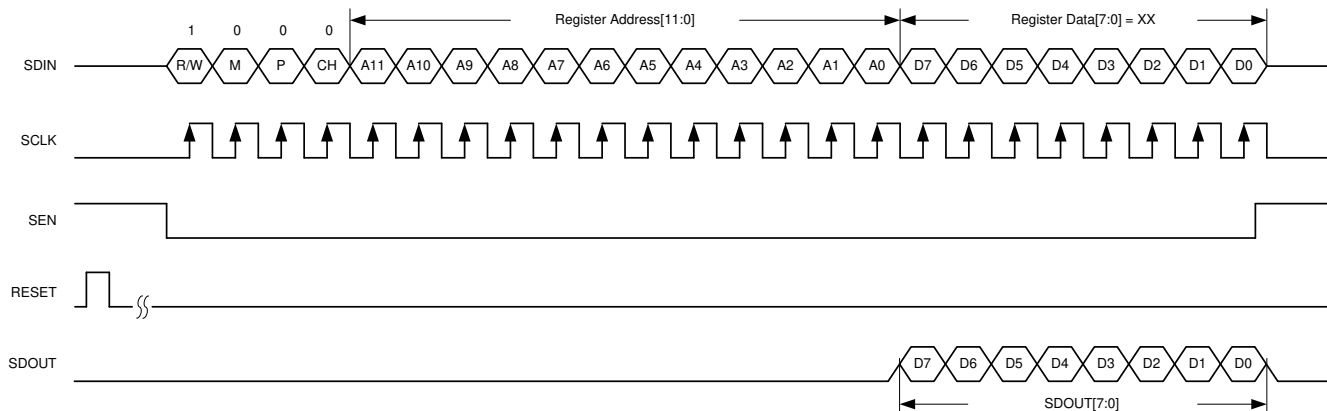 Register Address[11:0] Register Data[7:0] = XX
1 0 0 0
SDIN R/W M P CH A11 A10 A9 A8 A7 A6 A5 A4 A3 A2 A1 A0 D7 D6 D5 D4 D3 D2 D1 D0
SCLK
SEN
RESET
SDOUT D7 D6 D5 D4 D3 D2 D1 D0
SDOUT[7:0]